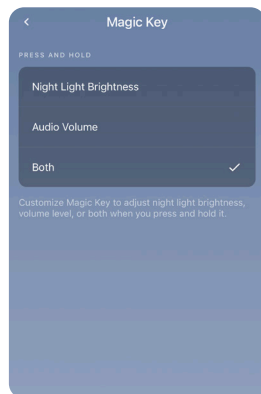 Magic Key
PRESS AND HOLD
Night Light Brightness
Audio Volume
Both
Customize Magic Key to adjust night light brightness,
volume level, or both when you press and hold it.